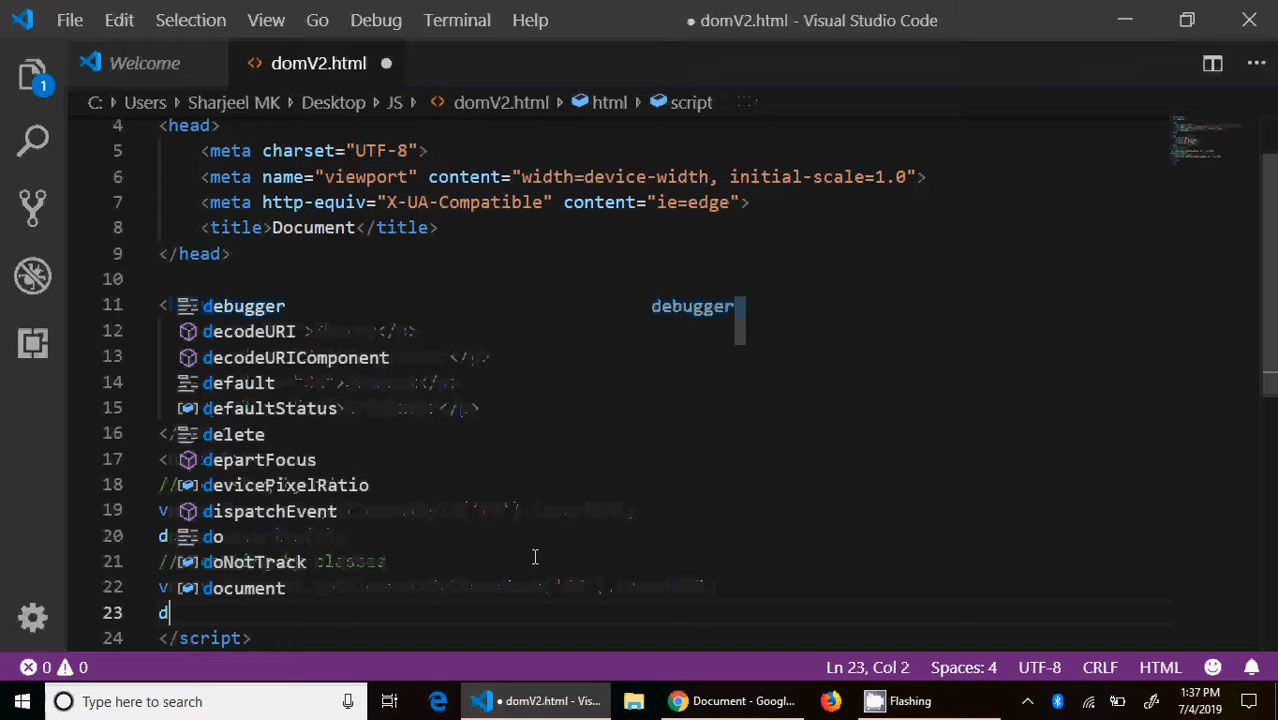 File Edit Selection View Go Debug Terminal Help ● domV2.html - Visual Studio Code
Welcome domV2.html
C: Users Sharjeel MK Desktop JS domV2.html html script
4 <head>
5 <meta charset="UTF-8">
6 <meta name="viewport" content="width=device-width, initial-scale=1.0">
7 <meta http-equiv="X-UA-Compatible" content="ie=edge">
8 <title>Document</title>
9 </head>
10
11 < debugger debugger
12 decodeURI </p>
13 decodeURIComponent </p>
14 default </p>
15 defaultStatus </p>
16 </ delete
17 < departFocus
18 // devicePixelRatio
19 v dispatchEvent
20 d do
21 // doNotTrack classes
22 v document
23 d
24 </script>
1
0 0 Ln 23, Col 2 Spaces: 4 UTF-8 CRLF HTML
Type here to search domV2.html - Vis... Document - Googl... Flashing 1:37 PM
7/4/2019